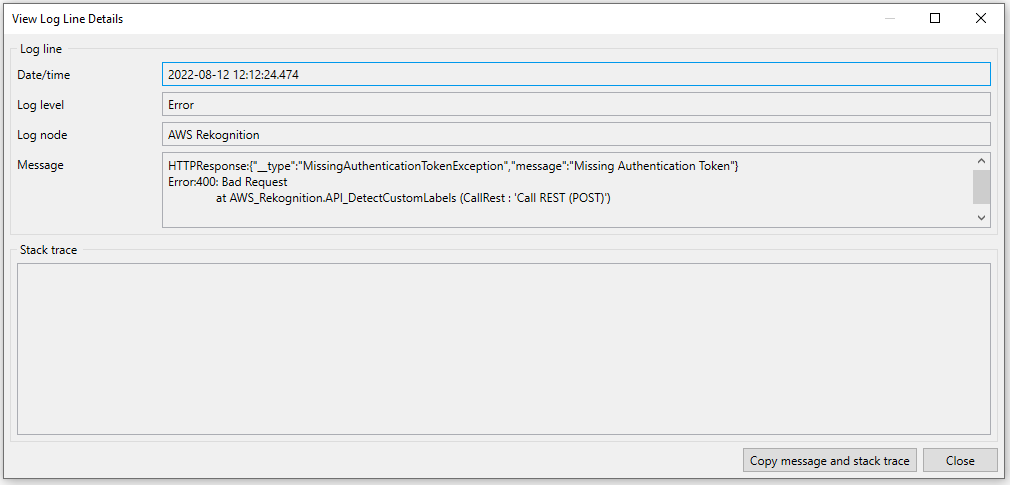 View Log Line Details
Log line
Date/time
2022-08-12 12:12:24.474
Log level
Error
Log node
AWS Rekognition
Message
HTTPResponse:{"__type":"MissingAuthenticationTokenException","message":"Missing Authentication Token"}
Error:400: Bad Request
at AWS_Rekognition.API_DetectCustomLabels (CallRest : 'Call REST (POST)')
Stack trace
Copy message and stack trace
Close